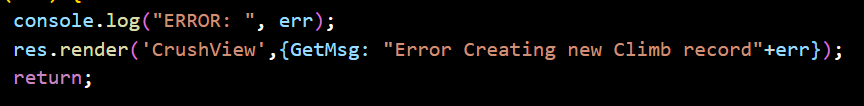 console.log("ERROR: ", err);
res.render('CrushView',{GetMsg: "Error Creating new Climb record"+err});
return;